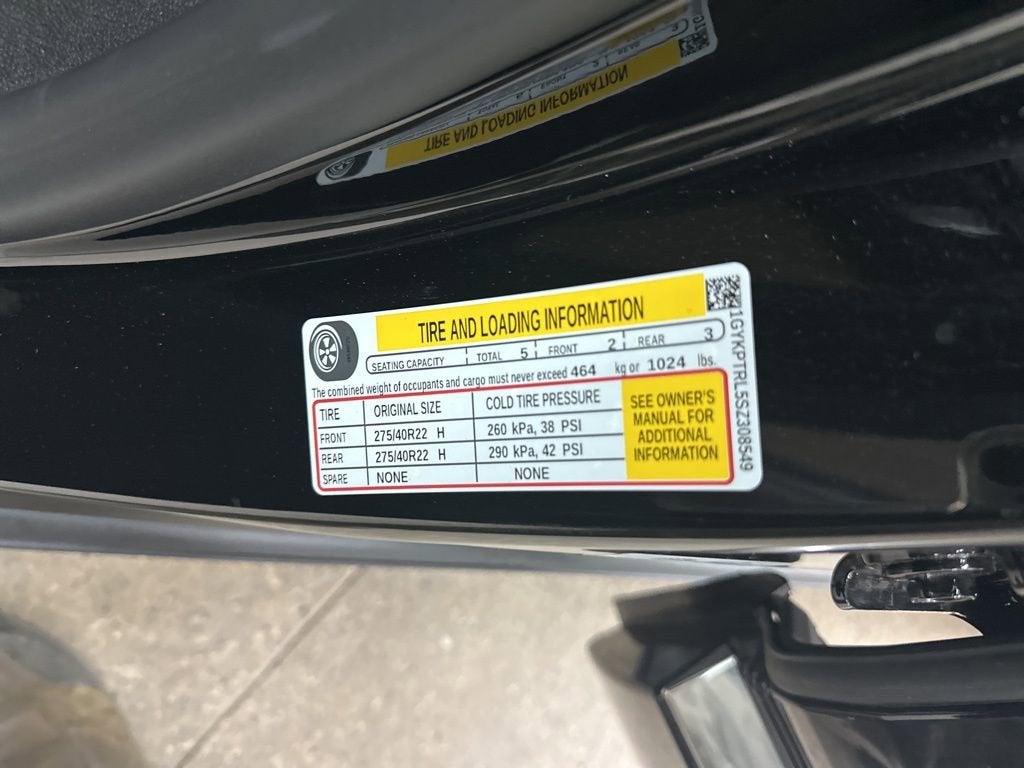 TIRE AND LOADING INFORMATION
TIRE AND LOADING INFORMATION
SEATING CAPACITY TOTAL 5 FRONT 2 REAR 3
The combined weight of occupants and cargo must never exceed 464 kg or 1024 lbs.
TIRE ORIGINAL SIZE COLD TIRE PRESSURE
FRONT 275/40R22 H 260 kPa, 38 PSI
REAR 275/40R22 H 290 kPa, 42 PSI
SPARE NONE NONE
SEE OWNER'S
MANUAL FOR
ADDITIONAL
INFORMATION
1GYKPTRL5SZ308549